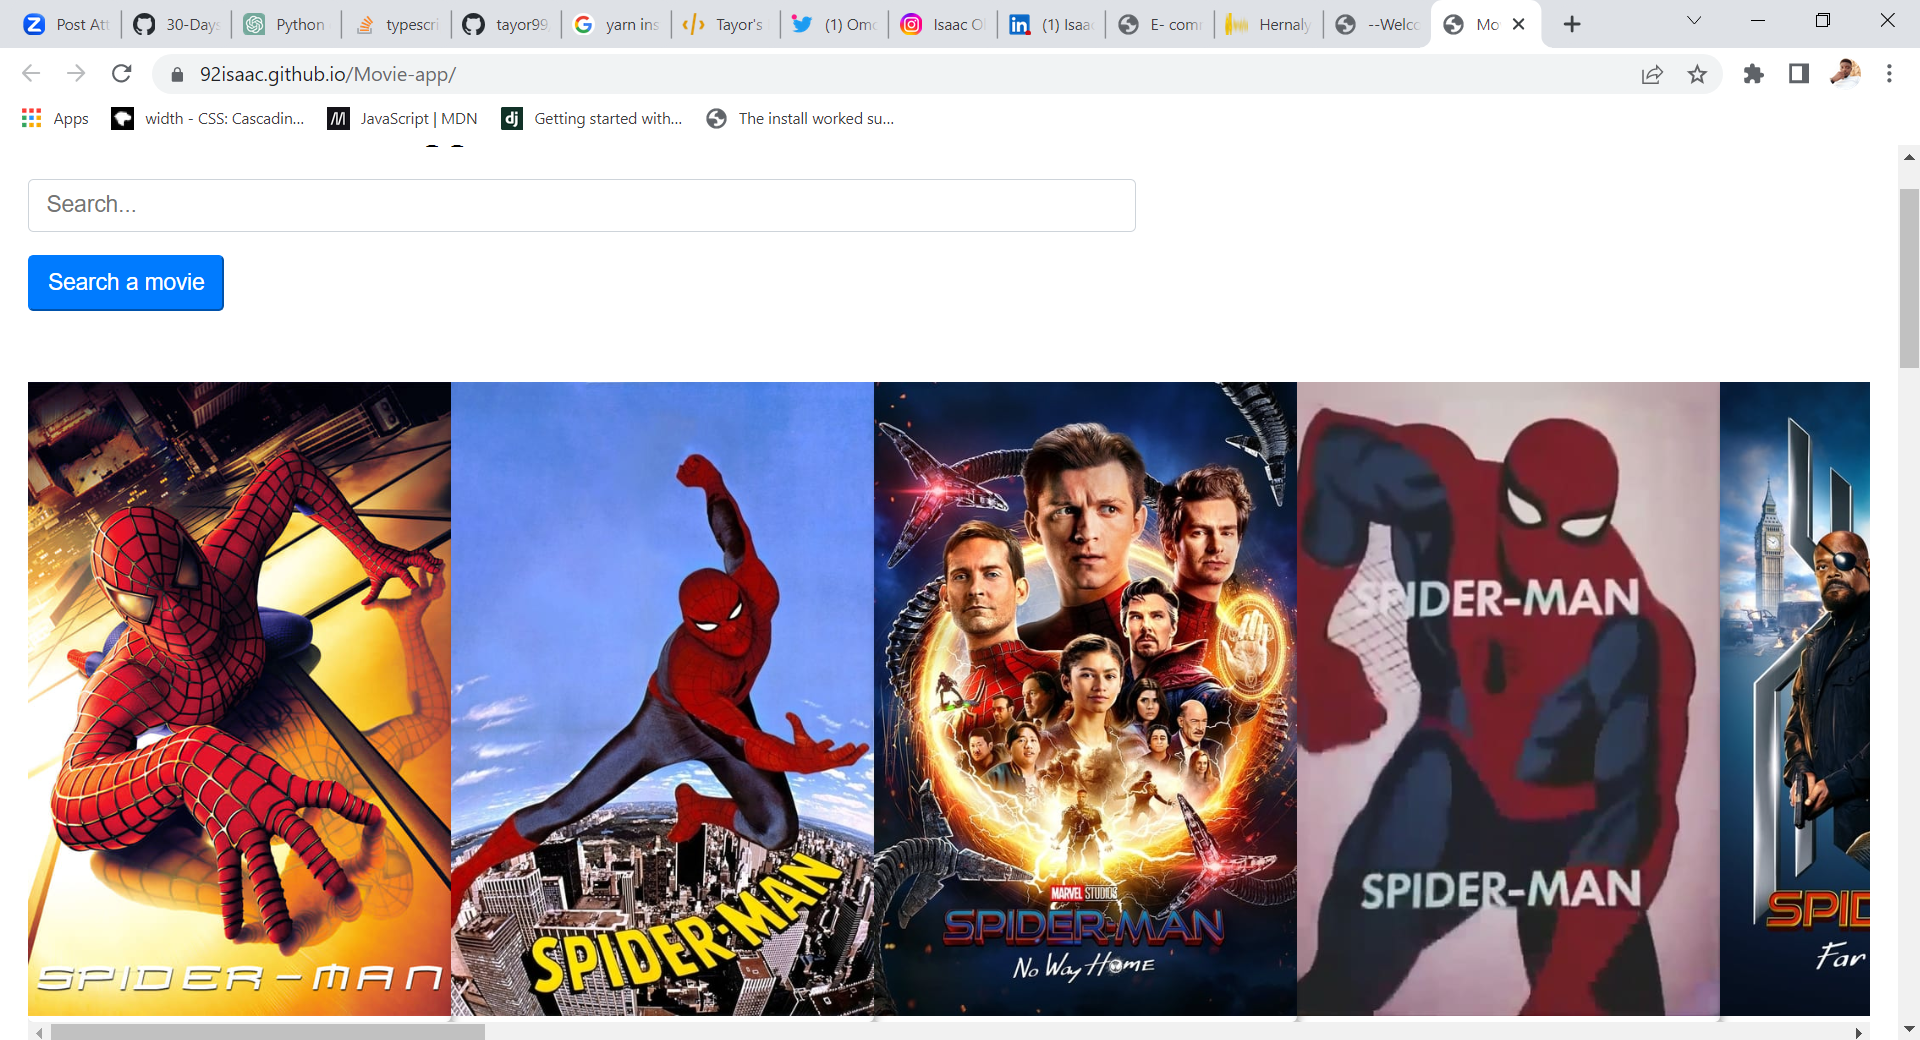 Post Att
30-Days
Python
typescri
tayor99
yarn ins
Tayor's
(1) Omo
Isaac O
(1) Isaa
E- com
Hernaly
--Welco
Mo
92isaac.github.io/Movie-app/
Apps
width - CSS: Cascadin...
JavaScript | MDN
Getting started with...
The install worked su...
Search...
Search a movie
SPIDER-MAN
SPIDER-MAN
MARVEL STUDIOS
SPIDER-MAN
NO WAY HOME
SPIDER-MAN
SPIDER-MAN
SPID
Far